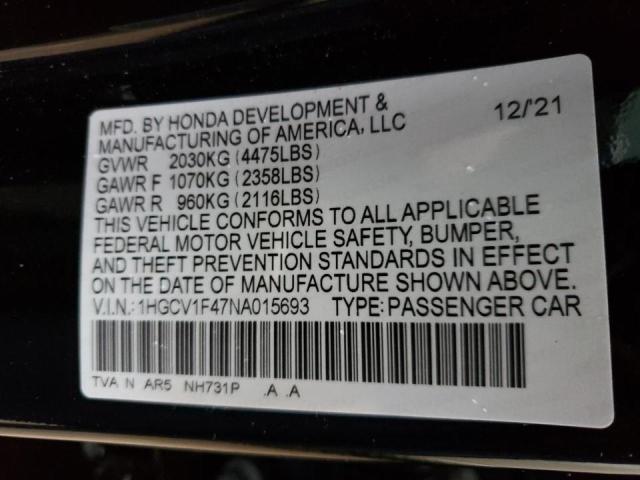 MFD. BY HONDA DEVELOPMENT & 12/'21
MANUFACTURING OF AMERICA, LLC
GVWR 2030KG (4475LBS)
GAWR F 1070KG (2358LBS)
GAWR R 960KG (2116LBS)
THIS VEHICLE CONFORMS TO ALL APPLICABLE
FEDERAL MOTOR VEHICLE SAFETY, BUMPER,
AND THEFT PREVENTION STANDARDS IN EFFECT
ON THE DATE OF MANUFACTURE SHOWN ABOVE.
V.I.N.:1HGCV1F47NA015693 TYPE:PASSENGER CAR
TVA N AR5 NH731P .A .A